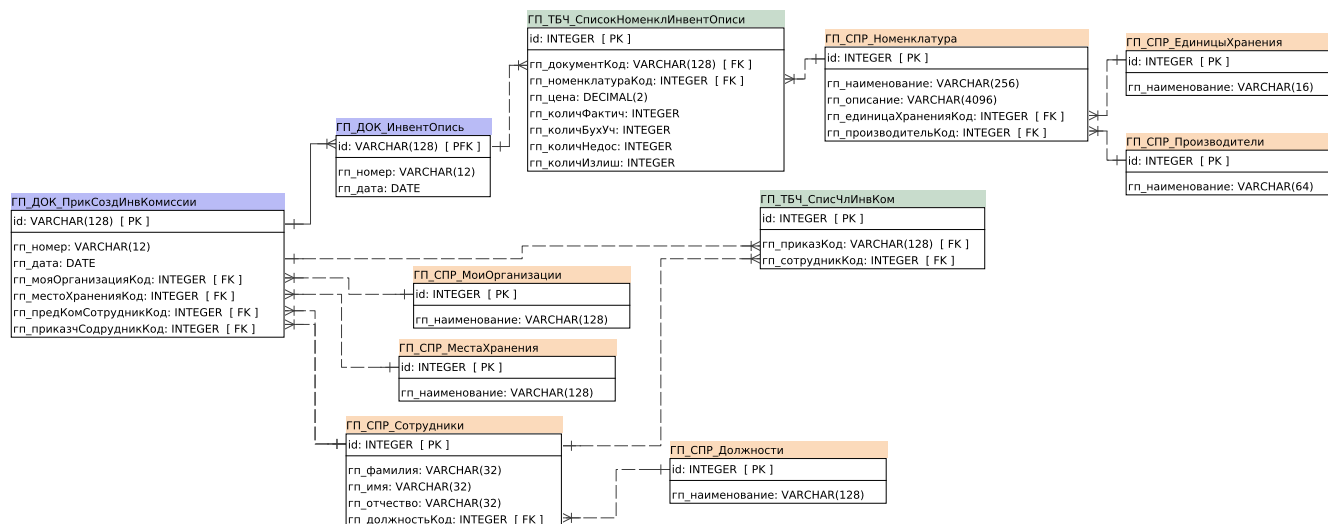 ГП_ТБЧ_СписокНоменклИнвентОписи
id: INTEGER [ PK ]
гп_документКод: VARCHAR(128) [ FK ]
гп_номенклатураКод: INTEGER [ FK ]
гп_цена: DECIMAL(2)
гп_количФактич: INTEGER
гп_количБухУч: INTEGER
гп_количНедос: INTEGER
гп_количИзлиш: INTEGER
ГП_СПР_Номенклатура
id: INTEGER [ PK ]
гп_наименование: VARCHAR(256)
гп_описание: VARCHAR(4096)
гп_единицаХраненияКод: INTEGER [ FK ]
гп_производительКод: INTEGER [ FK ]
ГП_СПР_ЕдиницыХранения
id: INTEGER [ PK ]
гп_наименование: VARCHAR(16)
ГП_СПР_Производители
id: INTEGER [ PK ]
гп_наименование: VARCHAR(64)
ГП_ДОК_ИнвентОпись
id: VARCHAR(128) [ PFK ]
гп_номер: VARCHAR(12)
гп_дата: DATE
ГП_ДОК_ПрикСоздИнвКомиссии
id: VARCHAR(128) [ PK ]
гп_номер: VARCHAR(12)
гп_дата: DATE
гп_мояОрганизацияКод: INTEGER [ FK ]
гп_местоХраненияКод: INTEGER [ FK ]
гп_предКомСотрудникКод: INTEGER [ FK ]
гп_приказчСодрудникКод: INTEGER [ FK ]
ГП_ТБЧ_СписЧлИнвКом
id: INTEGER [ PK ]
гп_приказКод: VARCHAR(128) [ FK ]
гп_сотрудникКод: INTEGER [ FK ]
ГП_СПР_МоиОрганизации
id: INTEGER [ PK ]
гп_наименование: VARCHAR(128)
ГП_СПР_МестаХранения
id: INTEGER [ PK ]
гп_наименование: VARCHAR(128)
ГП_СПР_Сотрудники
id: INTEGER [ PK ]
гп_фамилия: VARCHAR(32)
гп_имя: VARCHAR(32)
гп_отчество: VARCHAR(32)
гп_должностьКод: INTEGER [ FK ]
ГП_СПР_Должности
id: INTEGER [ PK ]
гп_наименование: VARCHAR(128)